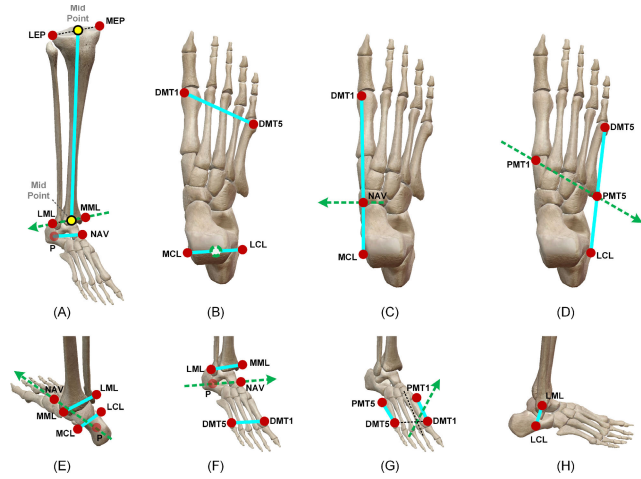 Mid
Point
LEP
MEP
Mid
Point
LML
MML
NAV
P
(A)
DMT1
DMT5
MCL
LCL
(B)
DMT1
NAV
MCL
(C)
DMT5
PMT1
PMT5
LCL
(D)
NAV
LML
MML
LCL
MCL
P
(E)
LML
MML
P
NAV
DMT5
DMT1
(F)
PMT1
PMT5
DMT5
DMT1
(G)
LML
LCL
(H)